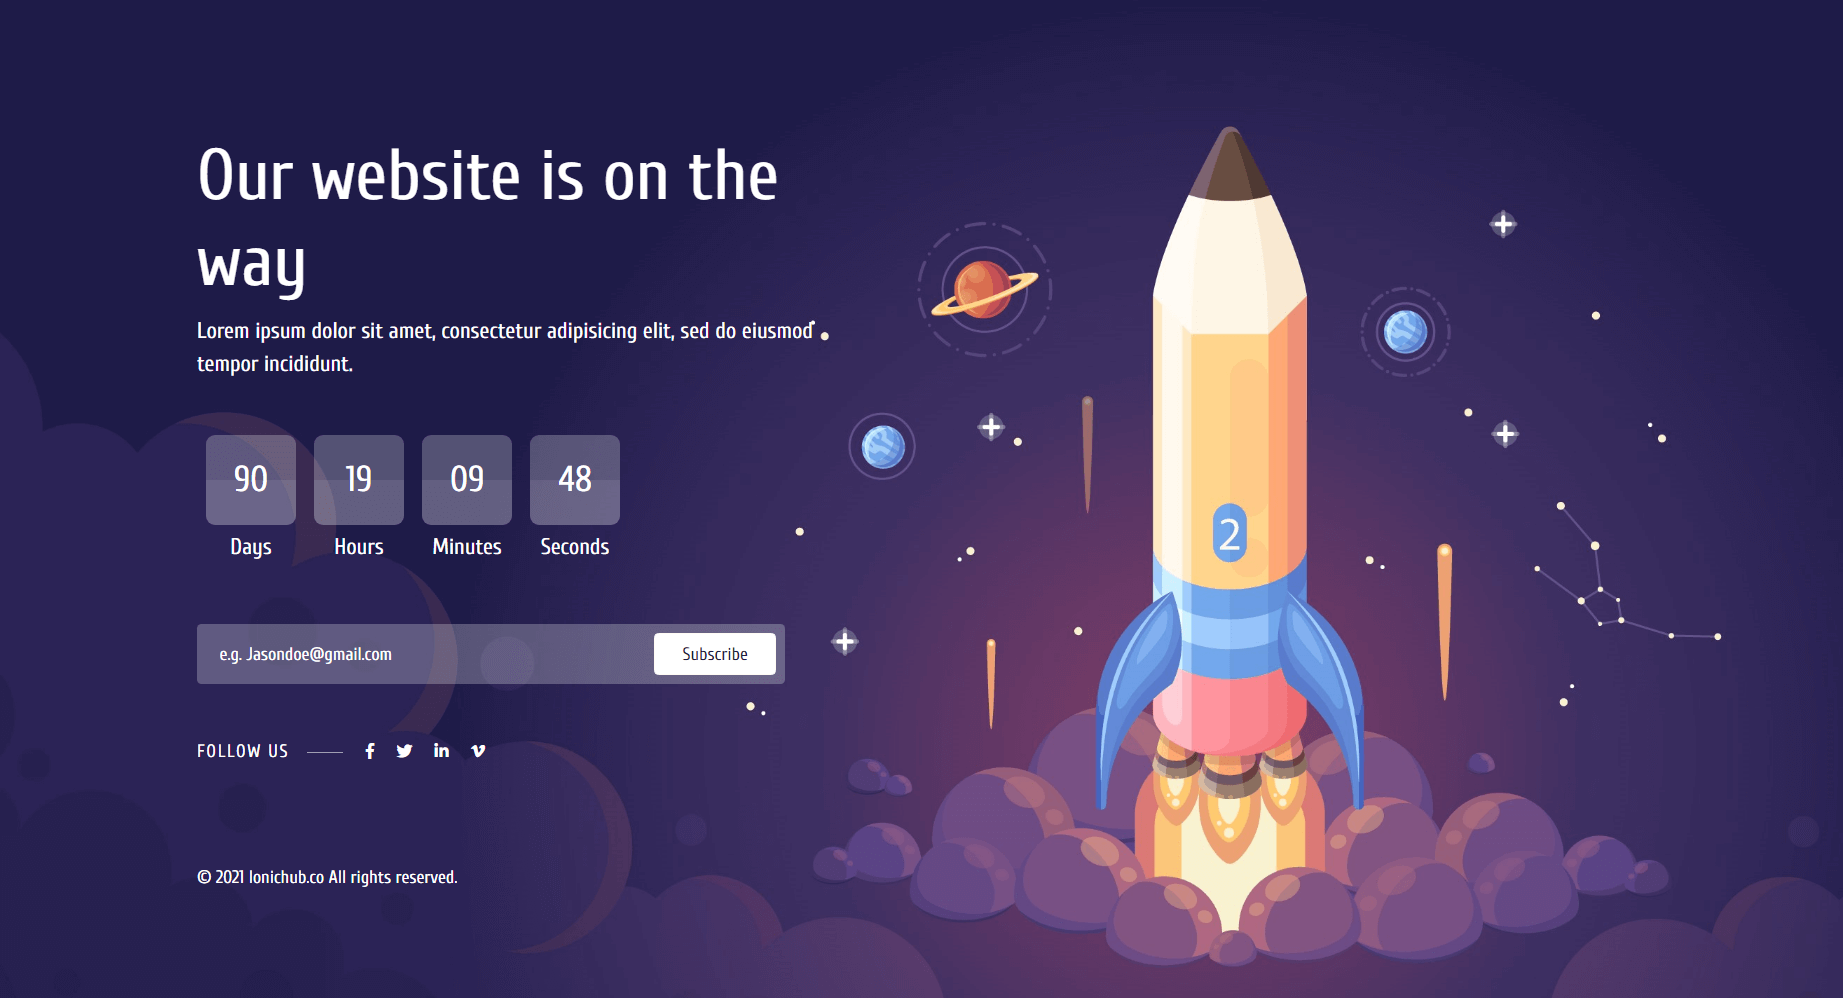 Our website is on the
way
Lorem ipsum dolor sit amet, consectetur adipisicing elit, sed do eiusmod
tempor incididunt.
90 19 09 48
Days Hours Minutes Seconds
e.g. Jasondoe@gmail.com Subscribe
FOLLOW US
© 2021 Ionichub.co All rights reserved.
2